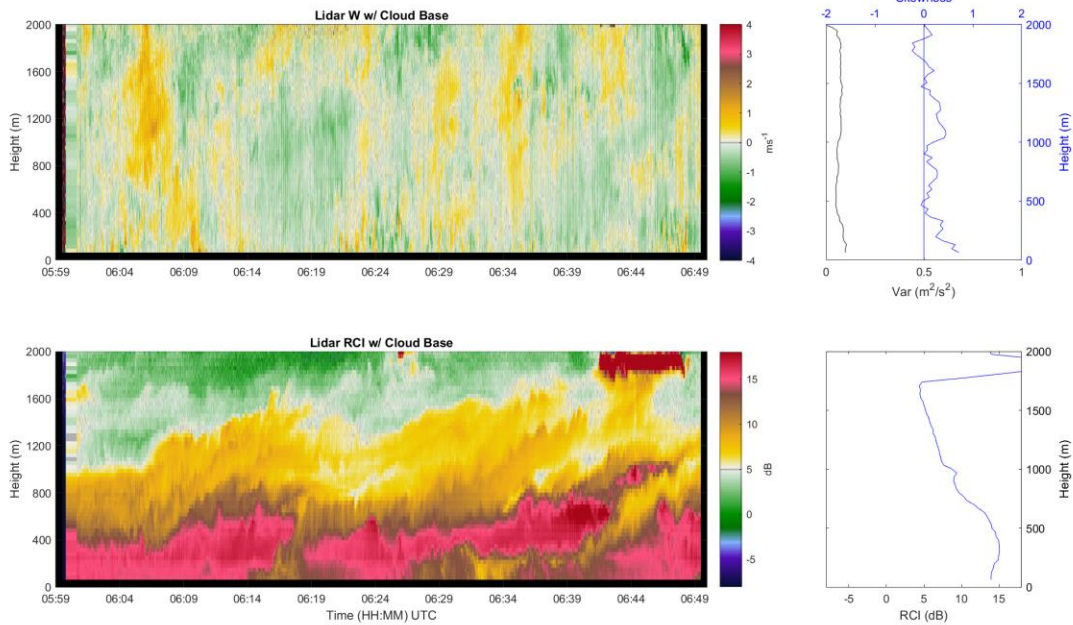 Lidar W w/ Cloud Base
2000
1600
1200
800
400
0
Height (m)
05:59 06:04 06:09 06:14 06:19 06:24 06:29 06:34 06:39 06:44 06:49
4
3
2
1
0
-1
-2
-3
-4
ms-1
-2 -1 0 1 2
2000
1500
1000
500
0
Height (m)
0 0.5 1
Var (m2/s2)
Lidar RCI w/ Cloud Base
2000
1600
1200
800
400
0
Height (m)
05:59 06:04 06:09 06:14 06:19 06:24 06:29 06:34 06:39 06:44 06:49
Time (HH:MM) UTC
15
10
5
0
-5
dB
2000
1500
1000
500
0
Height (m)
-5 0 5 10 15
RCI (dB)